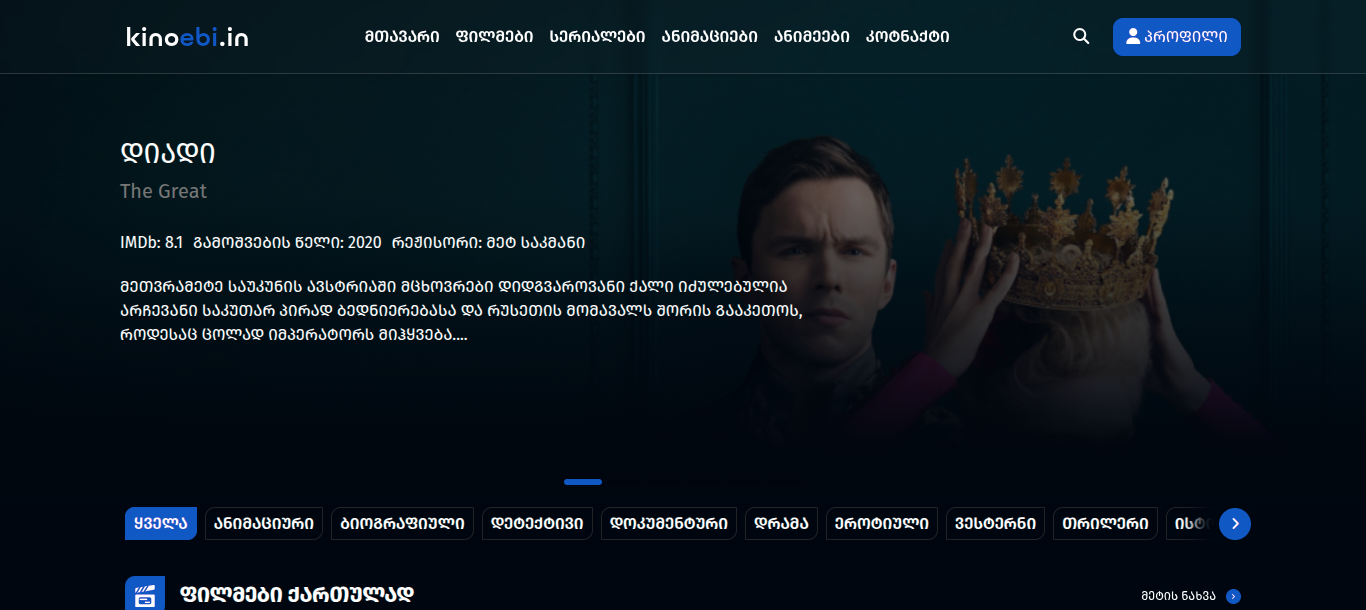 kinoebi.in
მთავარი ფილმები სერიალები ანიმაციები ანიმეები კონტაქტი
პროფილი
დიადი
The Great
IMDb: 8.1 გამოშვების წელი: 2020 რეჟისორი: მეტ საკმანი
მეთვრამეტე საუკუნის ავსტრიაში მცხოვრები დიდგვაროვანი ქალი იძულებულია
არჩევანი საკუთარ პირად ბედნიერებასა და რუსეთის მომავალს შორის გააკეთოს,
როდესაც ცოლად იმპერატორს მიჰყვება....
ყველა ანიმაციური ბიოგრაფიული დეტექტივი დოკუმენტური დრამა ეროტიული ვესტერნი თრილერი
ფილმები ქართულად
მეტის ნახვა